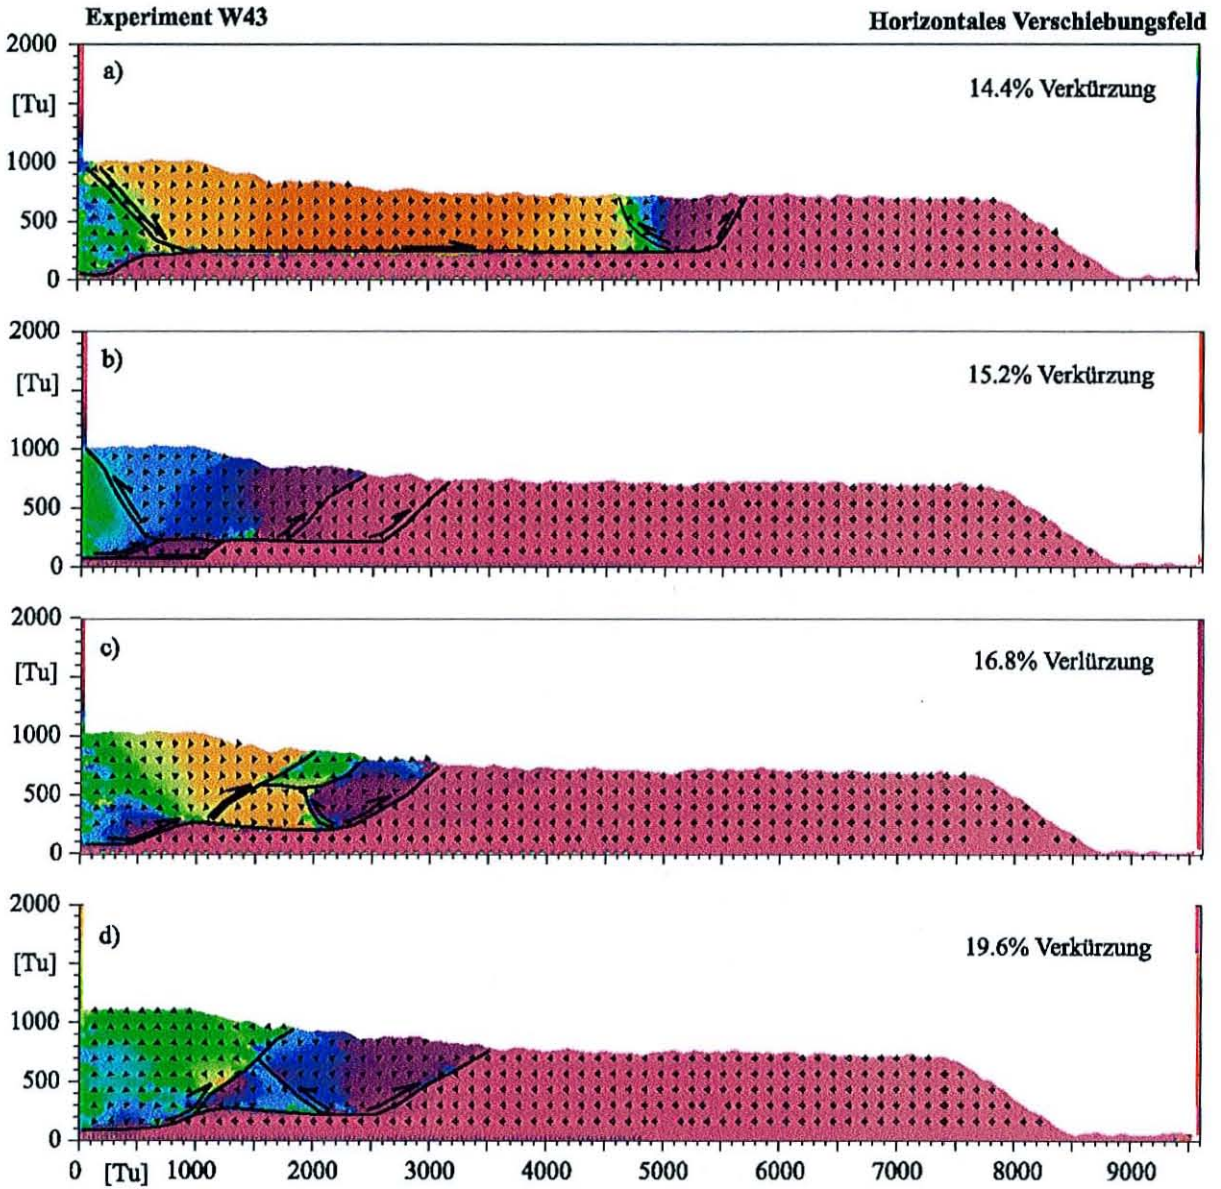 Experiment W43
Horizontales Verschiebungsfeld
2000
a)
14.4% Verkürzung
[Tu]
1000
500
0
2000
b)
15.2% Verkürzung
[Tu]
1000
500
0
2000
c)
16.8% Verlürzung
[Tu]
1000
500
0
2000
d)
19.6% Verkürzung
[Tu]
1000
500
0
0 [Tu] 1000 2000 3000 4000 5000 6000 7000 8000 9000